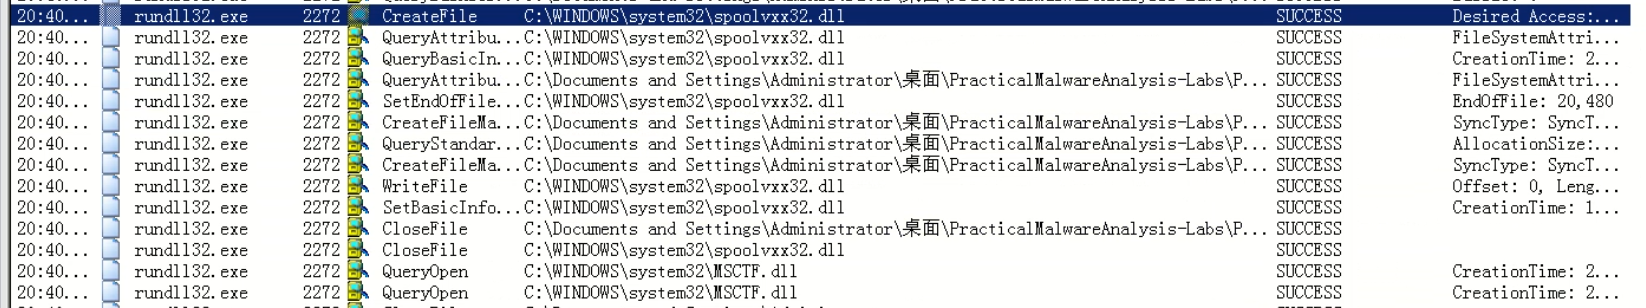 20:40... rundll32.exe 2272 CreateFile C:\WINDOWS\system32\spoolvxx32.dll SUCCESS Desired Access:...
20:40... rundll32.exe 2272 QueryAttribu... C:\WINDOWS\system32\spoolvxx32.dll SUCCESS FileSystemAttri...
20:40... rundll32.exe 2272 QueryBasicIn... C:\WINDOWS\system32\spoolvxx32.dll SUCCESS CreationTime: 2...
20:40... rundll32.exe 2272 QueryAttribu... C:\Documents and Settings\Administrator\桌面\PracticalMalwareAnalysis-Labs\P... SUCCESS FileSystemAttri...
20:40... rundll32.exe 2272 SetEndOfFile... C:\WINDOWS\system32\spoolvxx32.dll SUCCESS EndOfFile: 20,480
20:40... rundll32.exe 2272 CreateFileMa... C:\Documents and Settings\Administrator\桌面\PracticalMalwareAnalysis-Labs\P... SUCCESS SyncType: SyncT...
20:40... rundll32.exe 2272 QueryStandar... C:\Documents and Settings\Administrator\桌面\PracticalMalwareAnalysis-Labs\P... SUCCESS AllocationSize:...
20:40... rundll32.exe 2272 CreateFileMa... C:\Documents and Settings\Administrator\桌面\PracticalMalwareAnalysis-Labs\P... SUCCESS SyncType: SyncT...
20:40... rundll32.exe 2272 WriteFile C:\WINDOWS\system32\spoolvxx32.dll SUCCESS Offset: 0, Leng...
20:40... rundll32.exe 2272 SetBasicInfo... C:\WINDOWS\system32\spoolvxx32.dll SUCCESS CreationTime: 1...
20:40... rundll32.exe 2272 CloseFile C:\Documents and Settings\Administrator\桌面\PracticalMalwareAnalysis-Labs\P... SUCCESS
20:40... rundll32.exe 2272 CloseFile C:\WINDOWS\system32\spoolvxx32.dll SUCCESS
20:40... rundll32.exe 2272 QueryOpen C:\WINDOWS\system32\MSCTF.dll SUCCESS CreationTime: 2...
20:40... rundll32.exe 2272 QueryOpen C:\WINDOWS\system32\MSCTF.dll SUCCESS CreationTime: 2...